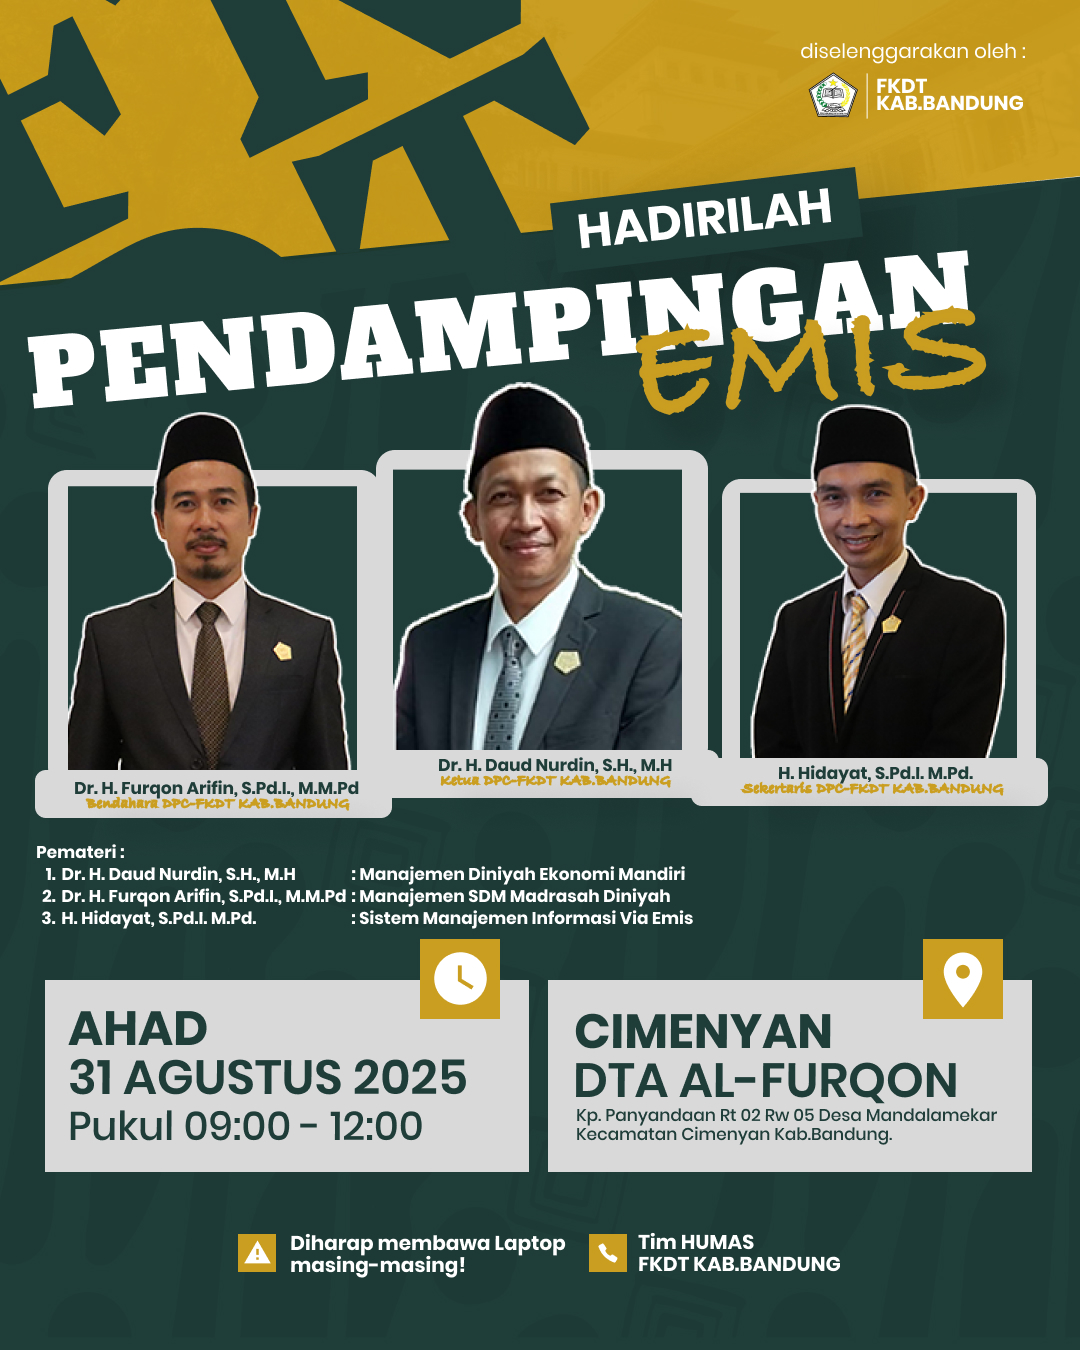 diselenggarakan oleh :
FKDT
KAB.BANDUNG
HADIRILAH
PENDAMPINGAN
EMIS
Dr. H. Furqon Arifin, S.Pd.I., M.M.Pd
Bendahara DPC-FKDT KAB.BANDUNG
Dr. H. Daud Nurdin, S.H., M.H
Ketua DPC-FKDT KAB.BANDUNG
H. Hidayat, S.Pd.I. M.Pd.
Sekertaris DPC-FKDT KAB.BANDUNG
Pemateri :
1. Dr. H. Daud Nurdin, S.H., M.H : Manajemen Diniyah Ekonomi Mandiri
2. Dr. H. Furqon Arifin, S.Pd.I., M.M.Pd : Manajemen SDM Madrasah Diniyah
3. H. Hidayat, S.Pd.I. M.Pd. : Sistem Manajemen Informasi Via Emis
AHAD
31 AGUSTUS 2025
Pukul 09:00 - 12:00
CIMENYAN
DTA AL-FURQON
Kp. Panyandaan Rt 02 Rw 05 Desa Mandalamekar
Kecamatan Cimenyan Kab.Bandung.
Diharap membawa Laptop
masing-masing!
Tim HUMAS
FKDT KAB.BANDUNG